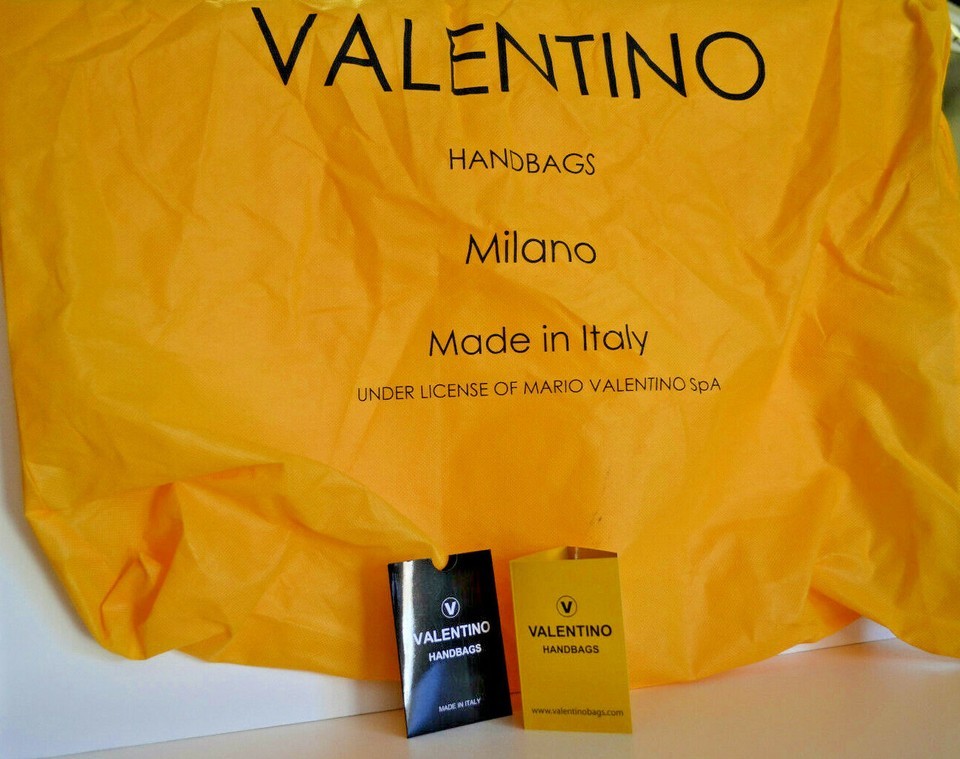 VALENTINO
HANDBAGS
Milano
Made in Italy
UNDER LICENSE OF MARIO VALENTINO SpA
V
VALENTINO
HANDBAGS
MADE IN ITALY
V
VALENTINO
HANDBAGS
www.valentinobags.com